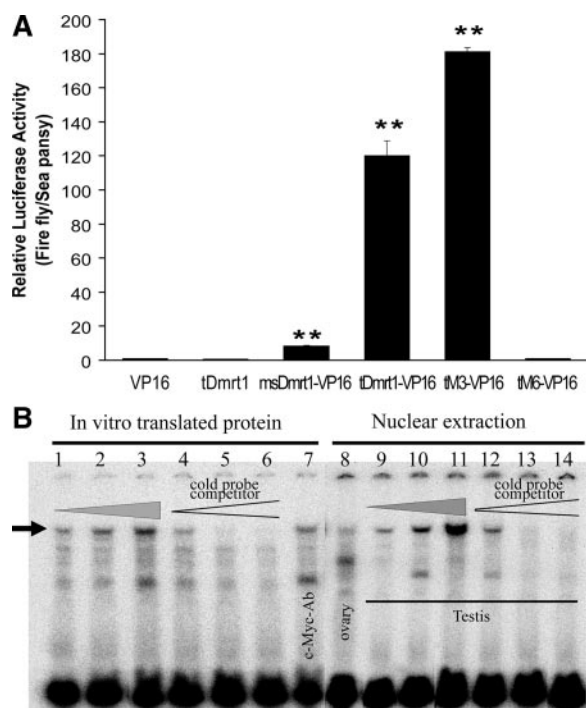 A
Relative Luciferase Activity
(Fire fly/Sea pansy)
200
180
160
140
120
100
80
60
40
20
0
** ** **
VP16 tDmrt1 msDmrt1-VP16 tDmrt1-VP16 tM3-VP16 tM6-VP16
B
In vitro translated protein Nuclear extraction
1 2 3 4 5 6 7 8 9 10 11 12 13 14
cold probe cold probe
competitor competitor
c-Myc-Ab
ovary
Testis